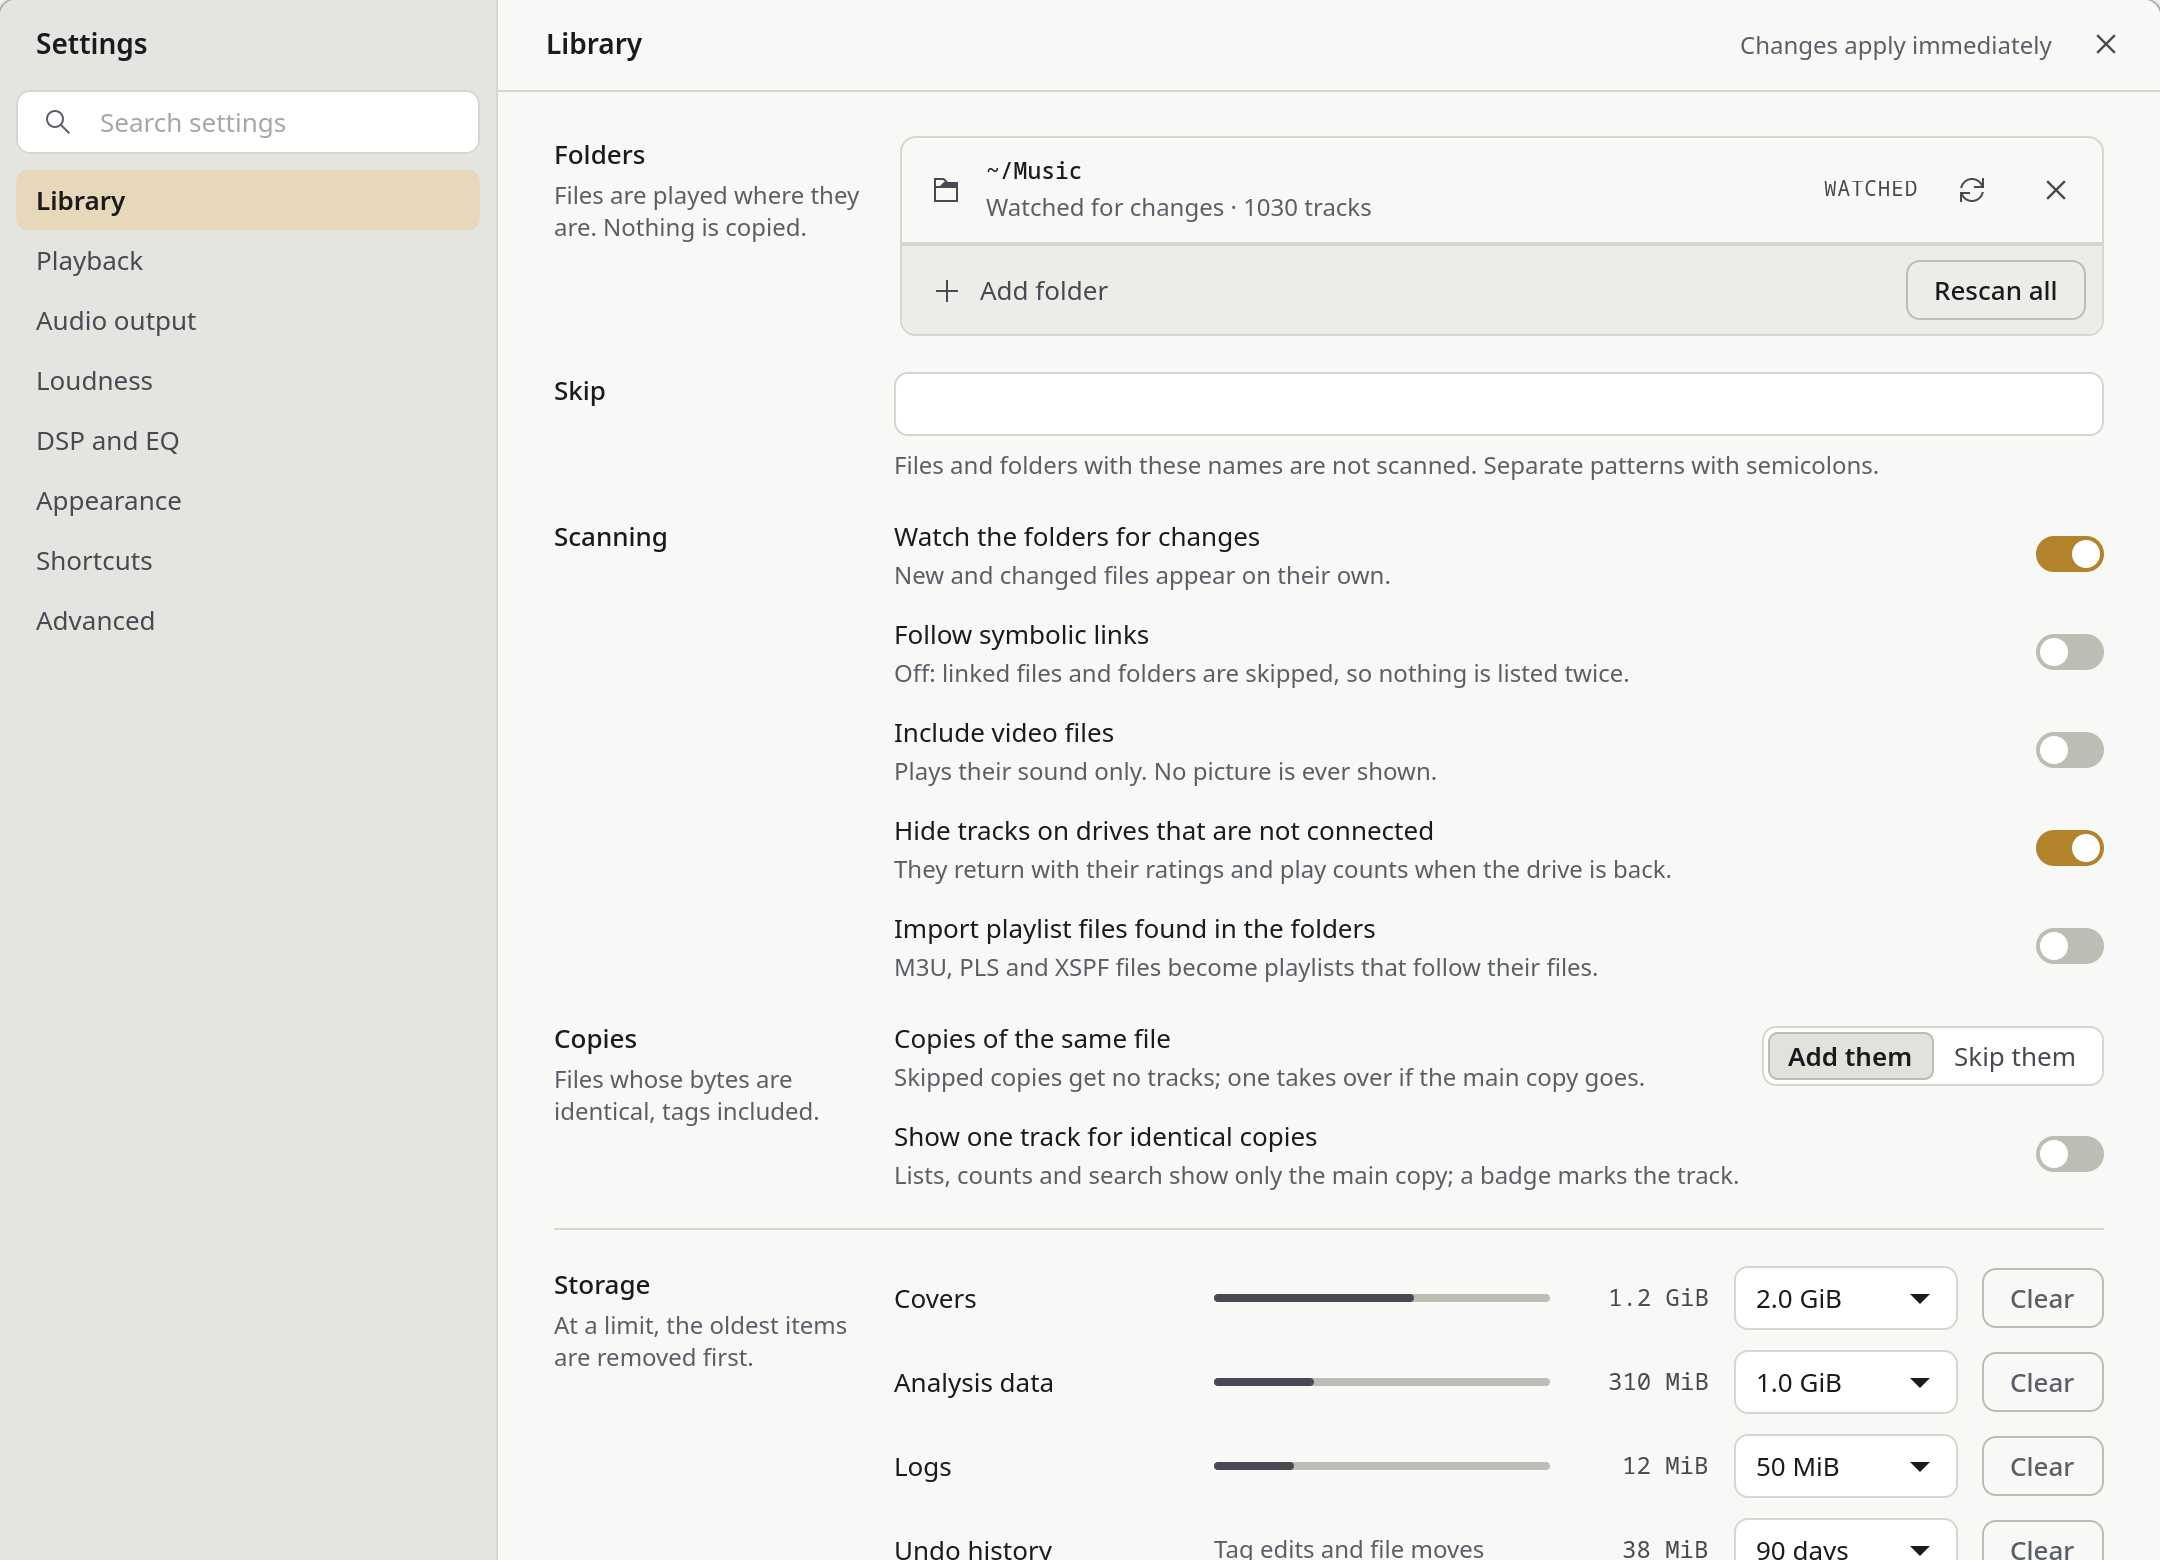 Settings
Search settings
Library
Playback
Audio output
Loudness
DSP and EQ
Appearance
Shortcuts
Advanced
Library
Changes apply immediately
Folders
Files are played where they
are. Nothing is copied.
~/Music
Watched for changes · 1030 tracks
WATCHED
Add folder
Rescan all
Skip
Files and folders with these names are not scanned. Separate patterns with semicolons.
Scanning
Watch the folders for changes
New and changed files appear on their own.
Follow symbolic links
Off: linked files and folders are skipped, so nothing is listed twice.
Include video files
Plays their sound only. No picture is ever shown.
Hide tracks on drives that are not connected
They return with their ratings and play counts when the drive is back.
Import playlist files found in the folders
M3U, PLS and XSPF files become playlists that follow their files.
Copies
Files whose bytes are
identical, tags included.
Copies of the same file
Skipped copies get no tracks; one takes over if the main copy goes.
Add them
Skip them
Show one track for identical copies
Lists, counts and search show only the main copy; a badge marks the track.
Storage
At a limit, the oldest items
are removed first.
Covers
1.2 GiB
2.0 GiB
Clear
Analysis data
310 MiB
1.0 GiB
Clear
Logs
12 MiB
50 MiB
Clear
Undo history
Tag edits and file moves
38 MiB
90 days
Clear